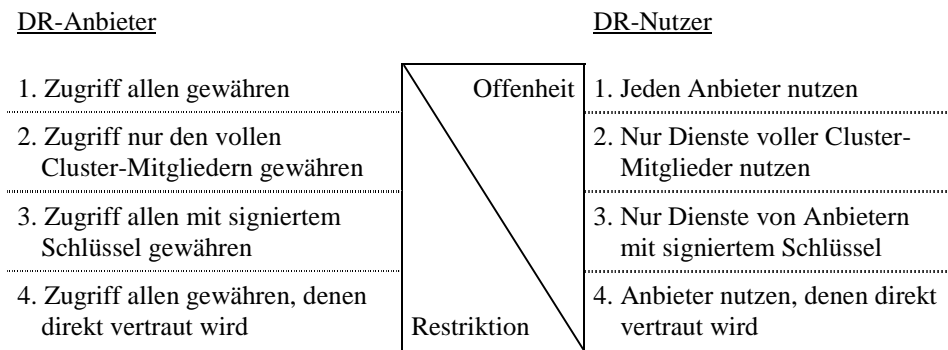 DR-Anbieter
1. Zugriff allen gewähren
2. Zugriff nur den vollen
Cluster-Mitgliedern gewähren
3. Zugriff allen mit signiertem
Schlüssel gewähren
4. Zugriff allen gewähren, denen
direkt vertraut wird
Offenheit
Restriktion
DR-Nutzer
1. Jeden Anbieter nutzen
2. Nur Dienste voller Cluster-
Mitglieder nutzen
3. Nur Dienste von Anbietern
mit signiertem Schlüssel
4. Anbieter nutzen, denen direkt
vertraut wird